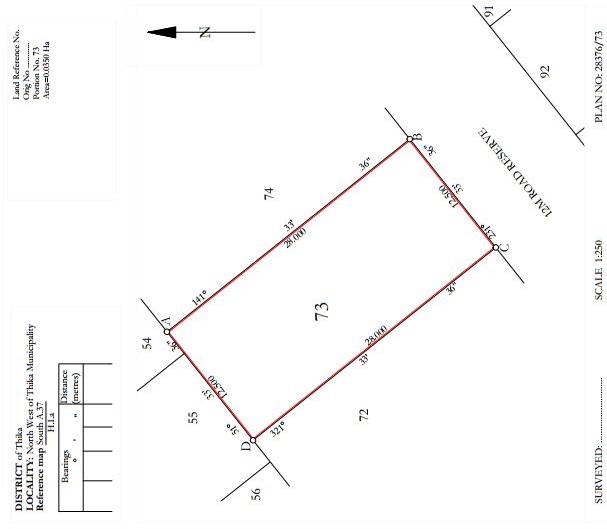 Land Reference No.
Orig No ..........
Portion No. 73
Area=0.0350 Ha
N
DISTRICT of Thika
LOCALITY: North West of Thika Municipality
Reference map South A.37
H.I.a
Bearings
Distance
° ' "
(metres)
91
92
12M ROAD RESERVE
74
54
55
56
72
73
A
B
C
D
141°
33'
36"
28.000
231°
33'
36"
12.500
321°
33'
36"
28.000
51°
33'
36"
12.500
SURVEYED: ..............................
SCALE 1:250
PLAN NO: 28376/73